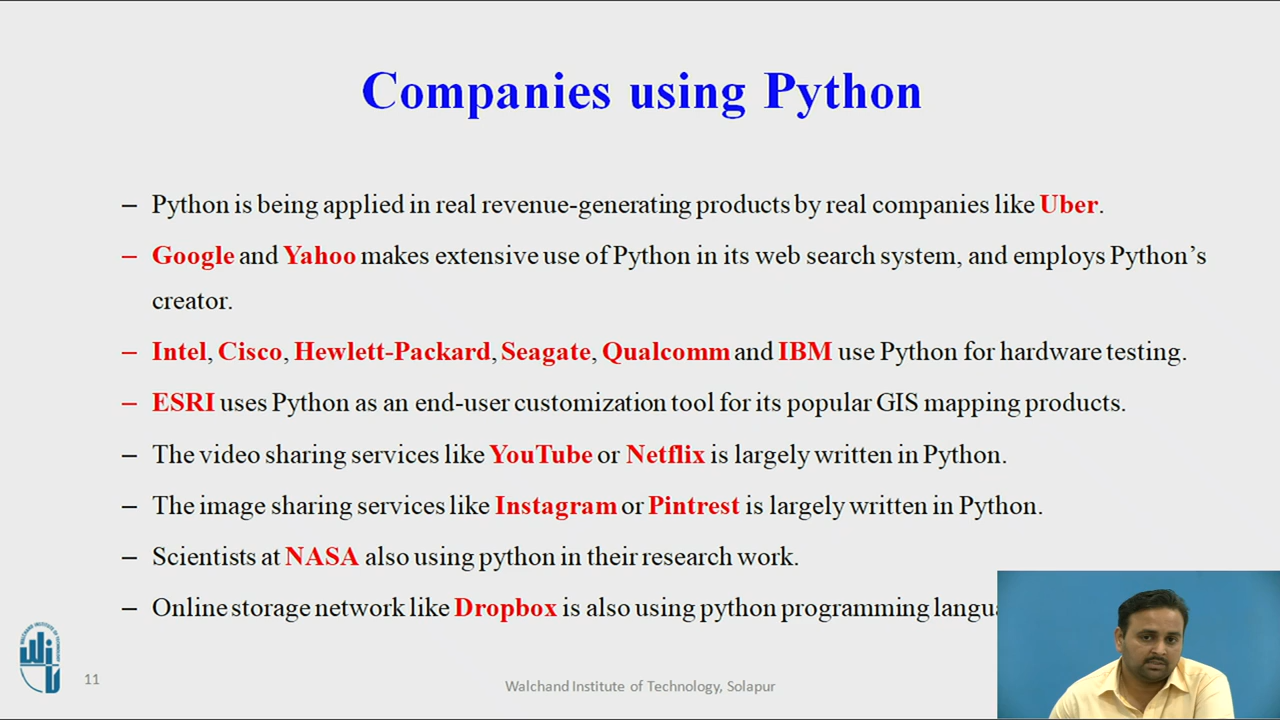 Companies using Python
– Python is being applied in real revenue-generating products by real companies like Uber.
– Google and Yahoo makes extensive use of Python in its web search system, and employs Python’s
creator.
– Intel, Cisco, Hewlett-Packard, Seagate, Qualcomm and IBM use Python for hardware testing.
– ESRI uses Python as an end-user customization tool for its popular GIS mapping products.
– The video sharing services like YouTube or Netflix is largely written in Python.
– The image sharing services like Instagram or Pintrest is largely written in Python.
– Scientists at NASA also using python in their research work.
– Online storage network like Dropbox is also using python programming
WALCHAND INSTITUTE OF TECHNOLOGY
11
Walchand Institute of Technology, Solapur